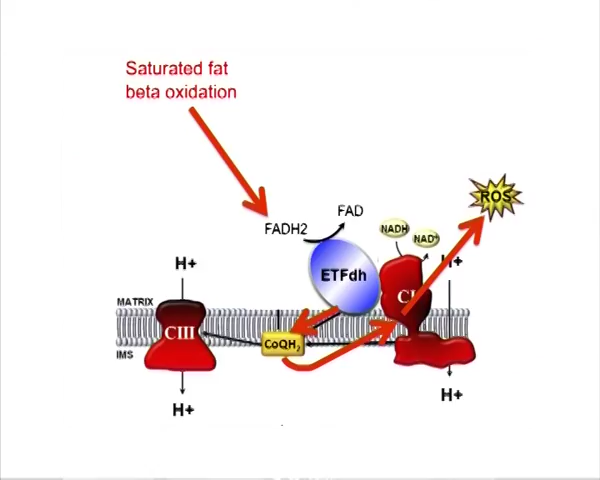 Saturated fat
beta oxidation
ROS
FAD
FADH2
NADH
NAD+
ETFdh
H+
H+
CI
MATRIX
CIII
CoQH2
IMS
H+
H+